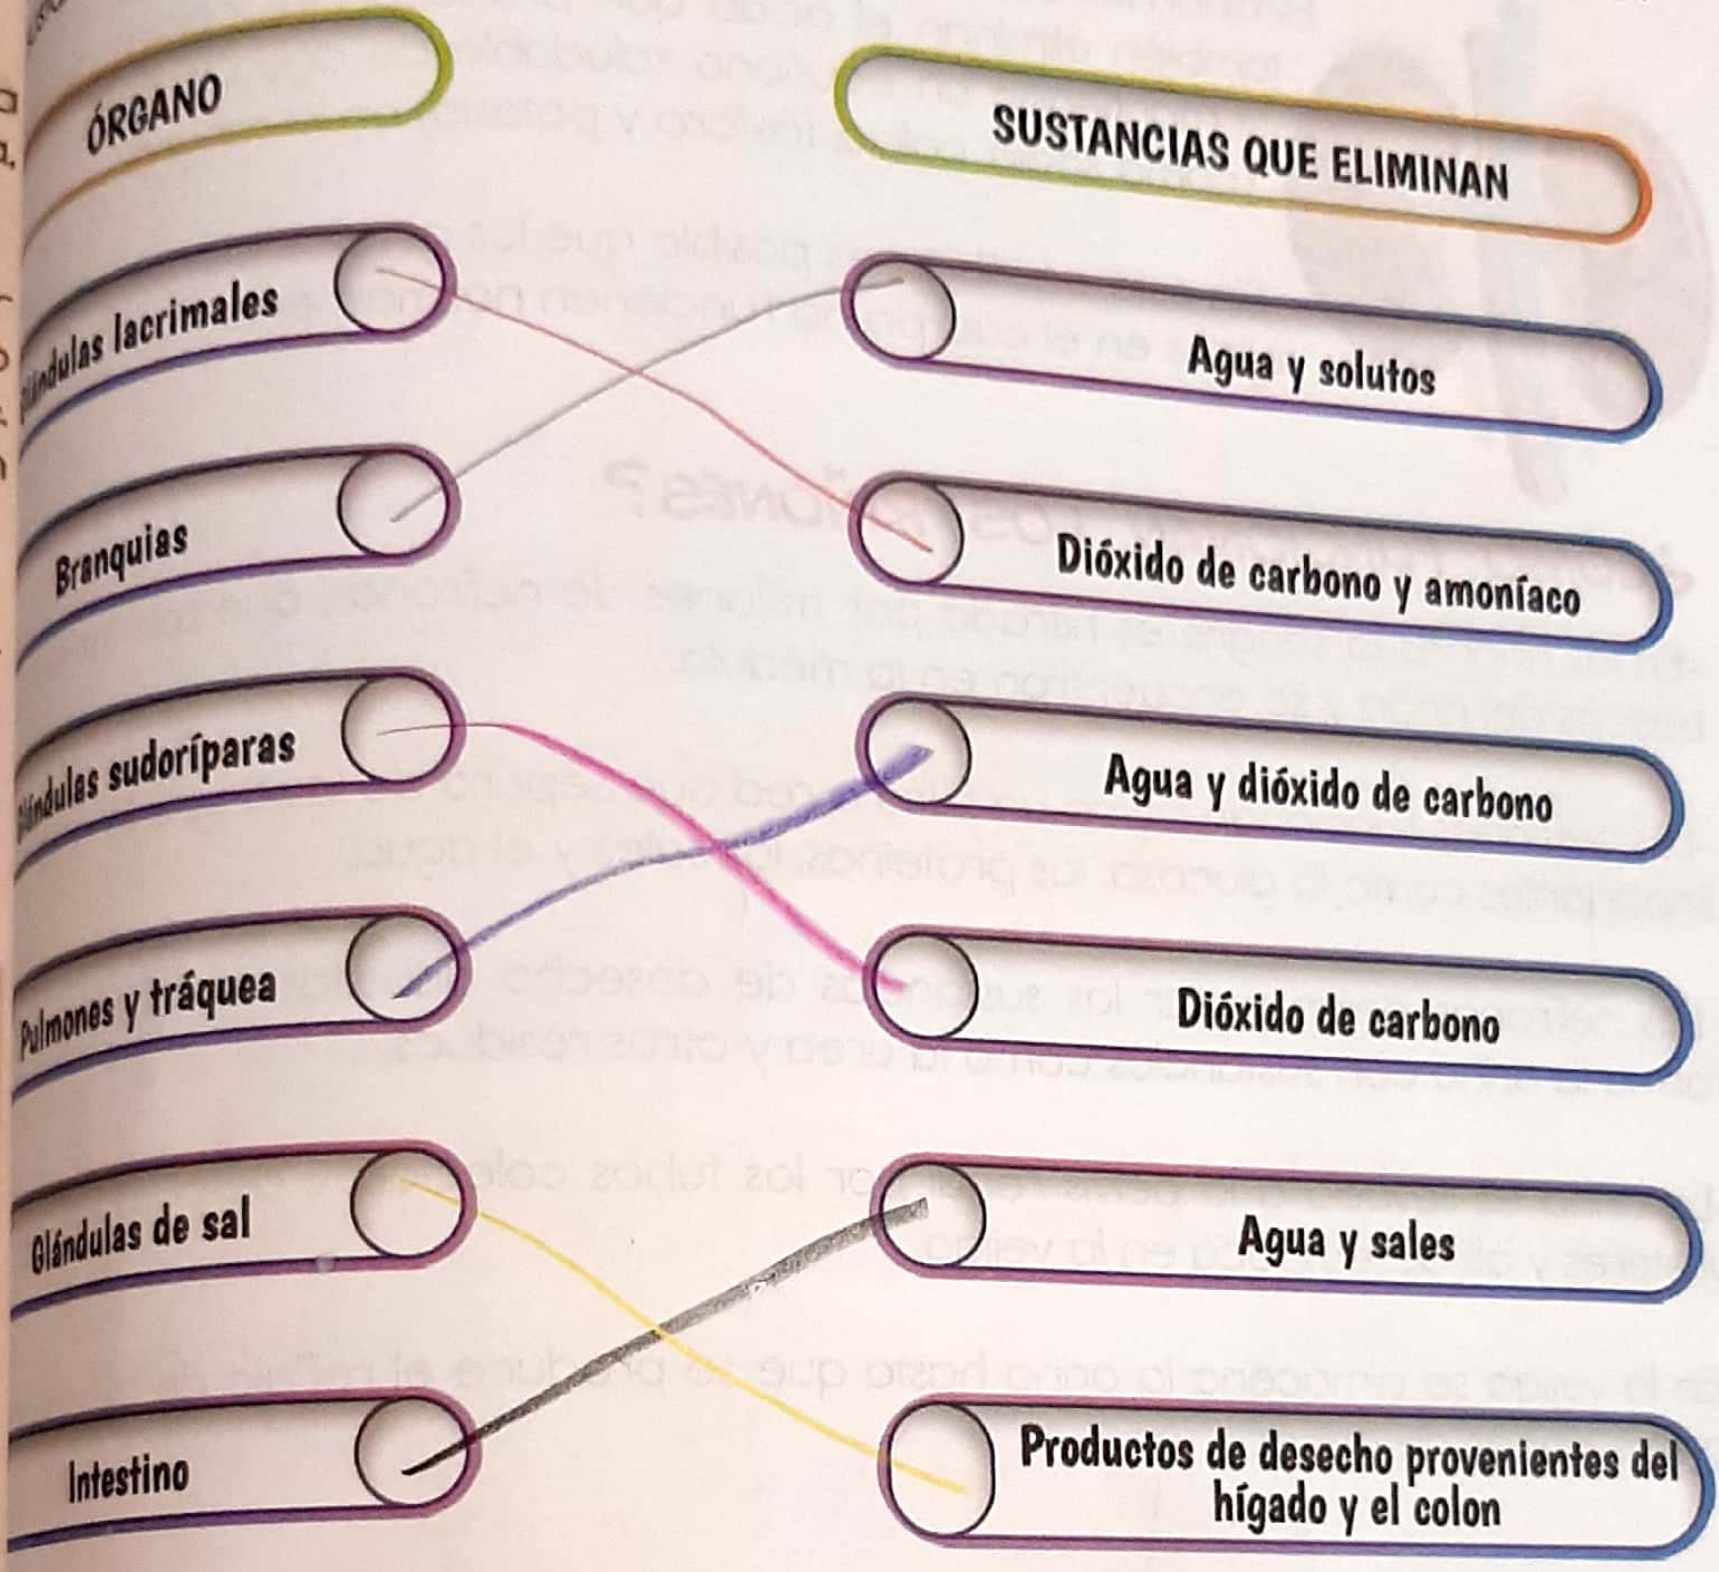 ÓRGANO
SUSTANCIAS QUE ELIMINAN
Glándulas lacrimales
Agua y solutos
Branquias
Dióxido de carbono y amoníaco
Glándulas sudoríparas
Agua y dióxido de carbono
Pulmones y tráquea
Dióxido de carbono
Glándulas de sal
Agua y sales
Intestino
Productos de desecho provenientes del
hígado y el colon